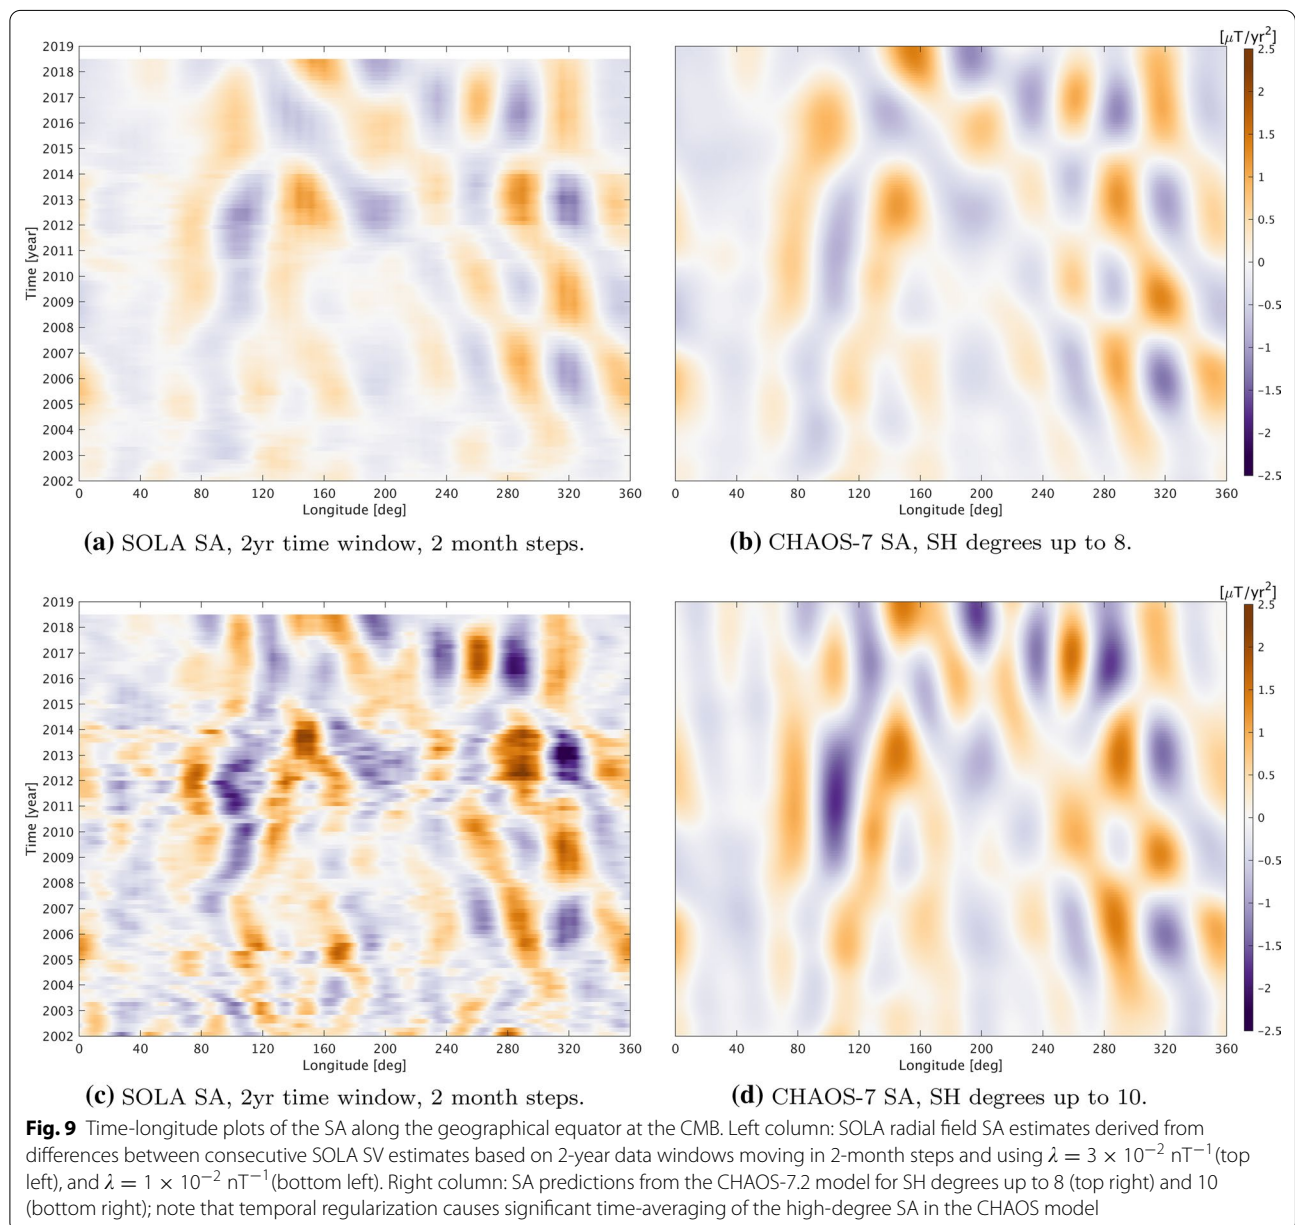 [μT/yr²]
2019
2018
2017
2016
2015
2014
2013
2012
2011
2010
2009
2008
2007
2006
2005
2004
2003
2002
Time [year]
0 40 80 120 160 200 240 280 320 360
Longitude [deg]
0 40 80 120 160 200 240 280 320 360
Longitude [deg]
2.5
2
1.5
1
0.5
0
−0.5
−1
−1.5
−2
−2.5
(a) SOLA SA, 2yr time window, 2 month steps.
(b) CHAOS-7 SA, SH degrees up to 8.
[μT/yr²]
2019
2018
2017
2016
2015
2014
2013
2012
2011
2010
2009
2008
2007
2006
2005
2004
2003
2002
Time [year]
0 40 80 120 160 200 240 280 320 360
Longitude [deg]
0 40 80 120 160 200 240 280 320 360
Longitude [deg]
2.5
2
1.5
1
0.5
0
−0.5
−1
−1.5
−2
−2.5
(c) SOLA SA, 2yr time window, 2 month steps.
(d) CHAOS-7 SA, SH degrees up to 10.
Fig. 9 Time-longitude plots of the SA along the geographical equator at the CMB. Left column: SOLA radial field SA estimates derived from
differences between consecutive SOLA SV estimates based on 2-year data windows moving in 2-month steps and using λ = 3 × 10⁻² nT⁻¹(top
left), and λ = 1 × 10⁻² nT⁻¹(bottom left). Right column: SA predictions from the CHAOS-7.2 model for SH degrees up to 8 (top right) and 10
(bottom right); note that temporal regularization causes significant time-averaging of the high-degree SA in the CHAOS model